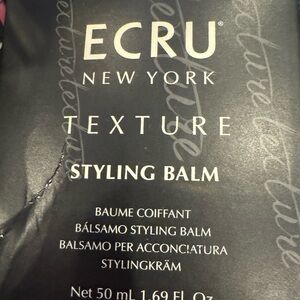 ECRU®
NEW YORK
TEXTURE
STYLING BALM
BAUME COIFFANT
BÁLSAMO STYLING BALM
BALSAMO PER ACCONCIATURA
STYLINGKRÄM
Net 50 mL 1.69 Fl. Oz.